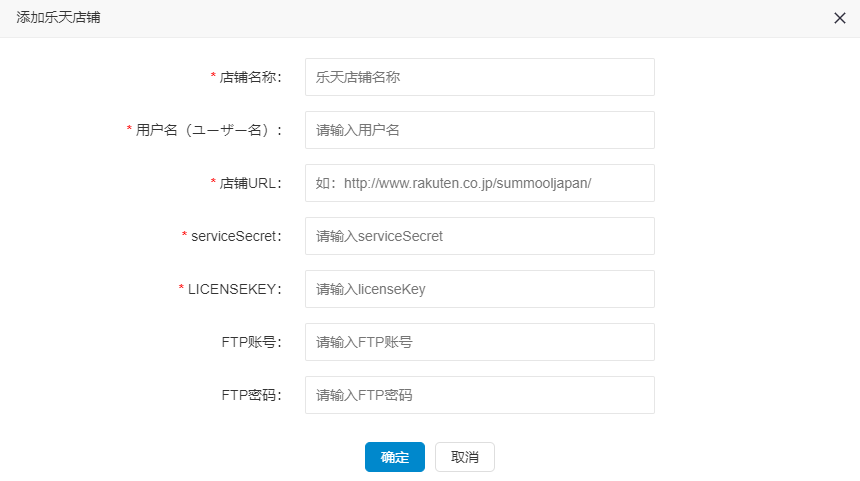 添加乐天店铺
* 店铺名称： 乐天店铺名称
* 用户名（ユーザー名）： 请输入用户名
* 店铺URL： 如：http://www.rakuten.co.jp/summooljapan/
* serviceSecret： 请输入serviceSecret
* LICENSEKEY： 请输入licenseKey
FTP账号： 请输入FTP账号
FTP密码： 请输入FTP密码
确定 取消